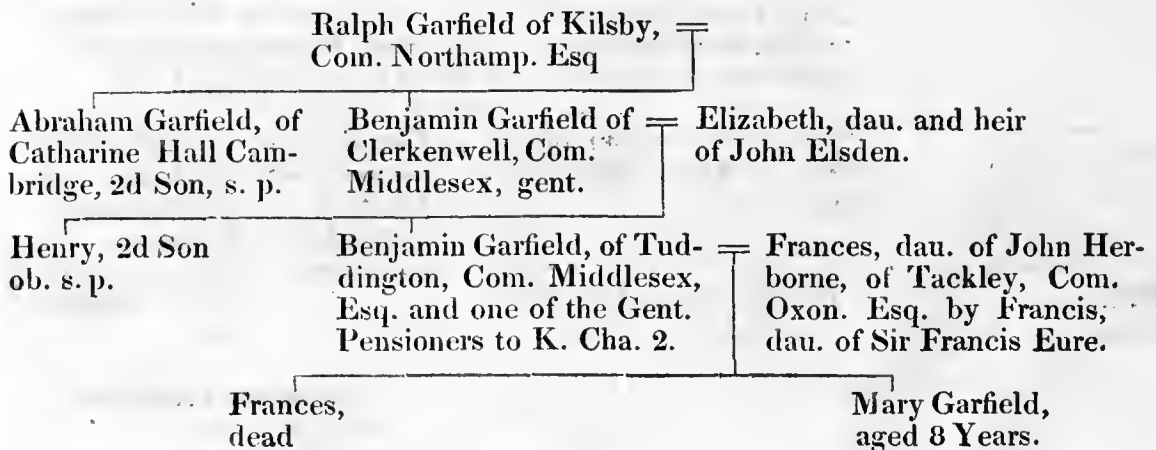 Ralph Garfield of Kilsby,
Com. Northamp. Esq
Abraham Garfield, of
Catharine Hall Cam-
bridge, 2d Son, s. p.
Benjamin Garfield of
Clerkenwell, Com.
Middlesex, gent.
Elizabeth, dau. and heir
of John Elsden.
Henry, 2d Son
ob. s. p.
Benjamin Garfield, of Tud-
dington, Com. Middlesex,
Esq. and one of the Gent.
Pensioners to K. Cha. 2.
Frances, dau. of John Her-
borne, of Tackley, Com.
Oxon. Esq. by Francis,
dau. of Sir Francis Eure.
Frances,
dead
Mary Garfield,
aged 8 Years.